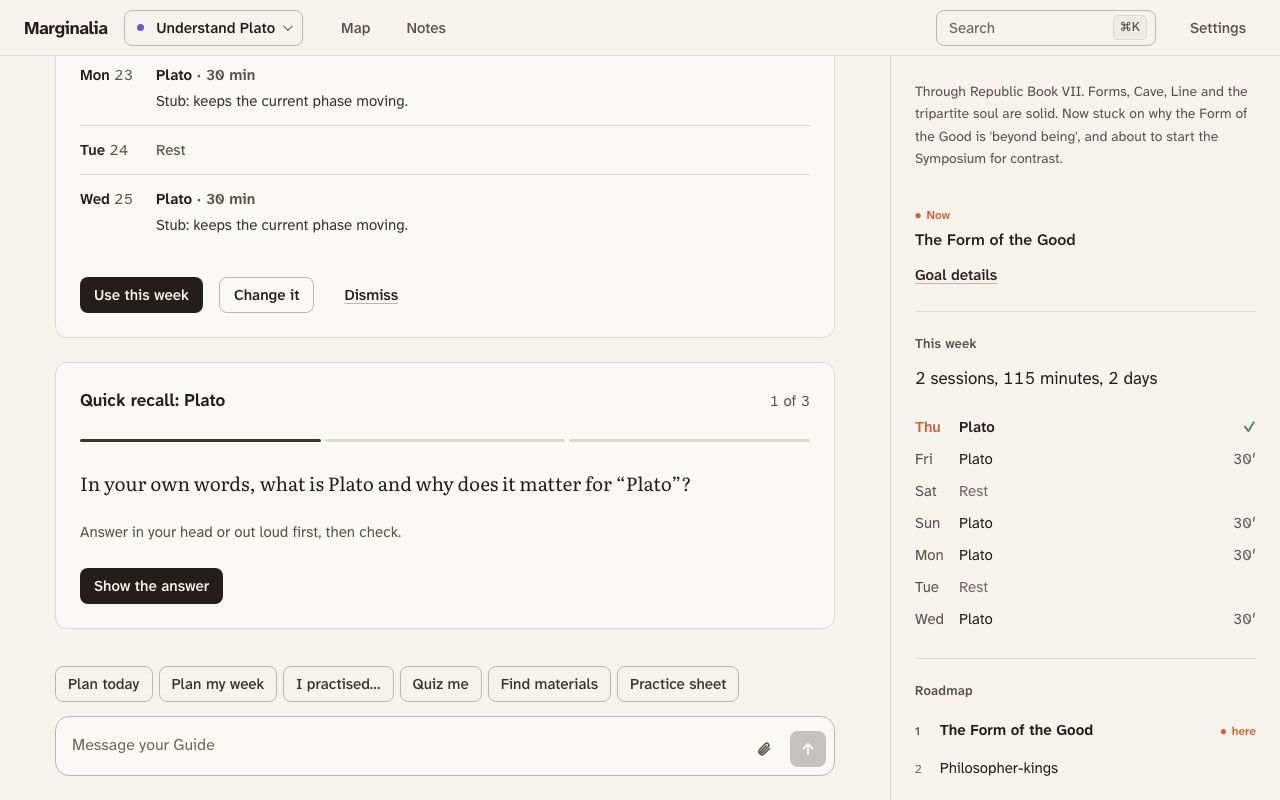 Marginalia
Understand Plato
Map
Notes
Search
⌘K
Settings
Mon 23 Plato · 30 min
Stub: keeps the current phase moving.
Tue 24 Rest
Wed 25 Plato · 30 min
Stub: keeps the current phase moving.
Use this week
Change it
Dismiss
Quick recall: Plato
1 of 3
In your own words, what is Plato and why does it matter for “Plato”?
Answer in your head or out loud first, then check.
Show the answer
Plan today
Plan my week
I practised...
Quiz me
Find materials
Practice sheet
Message your Guide
Through Republic Book VII. Forms, Cave, Line and the
tripartite soul are solid. Now stuck on why the Form of
the Good is 'beyond being', and about to start the
Symposium for contrast.
Now
The Form of the Good
Goal details
This week
2 sessions, 115 minutes, 2 days
Thu Plato ✓
Fri Plato 30′
Sat Rest
Sun Plato 30′
Mon Plato 30′
Tue Rest
Wed Plato 30′
Roadmap
1 The Form of the Good • here
2 Philosopher-kings